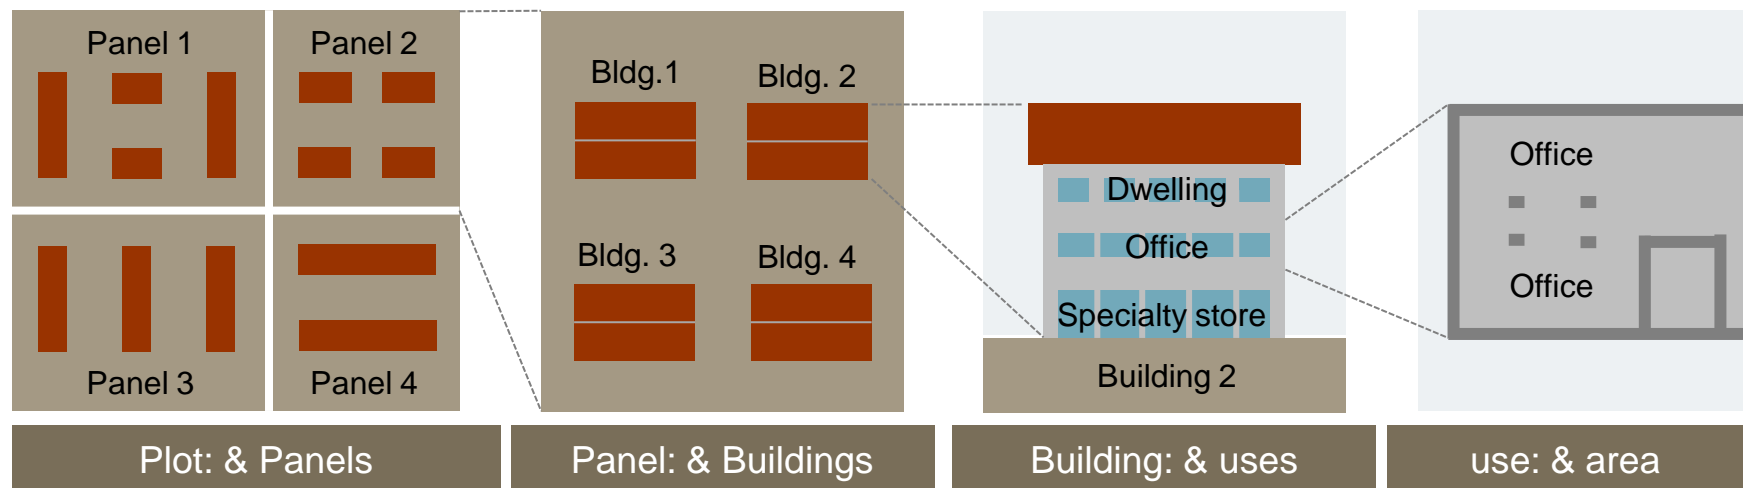 Panel 1
Panel 2
Panel 3
Panel 4
Plot: & Panels
Bldg.1
Bldg. 2
Bldg. 3
Bldg. 4
Panel: & Buildings
Dwelling
Office
Specialty store
Building 2
Building: & uses
Office
Office
use: & area